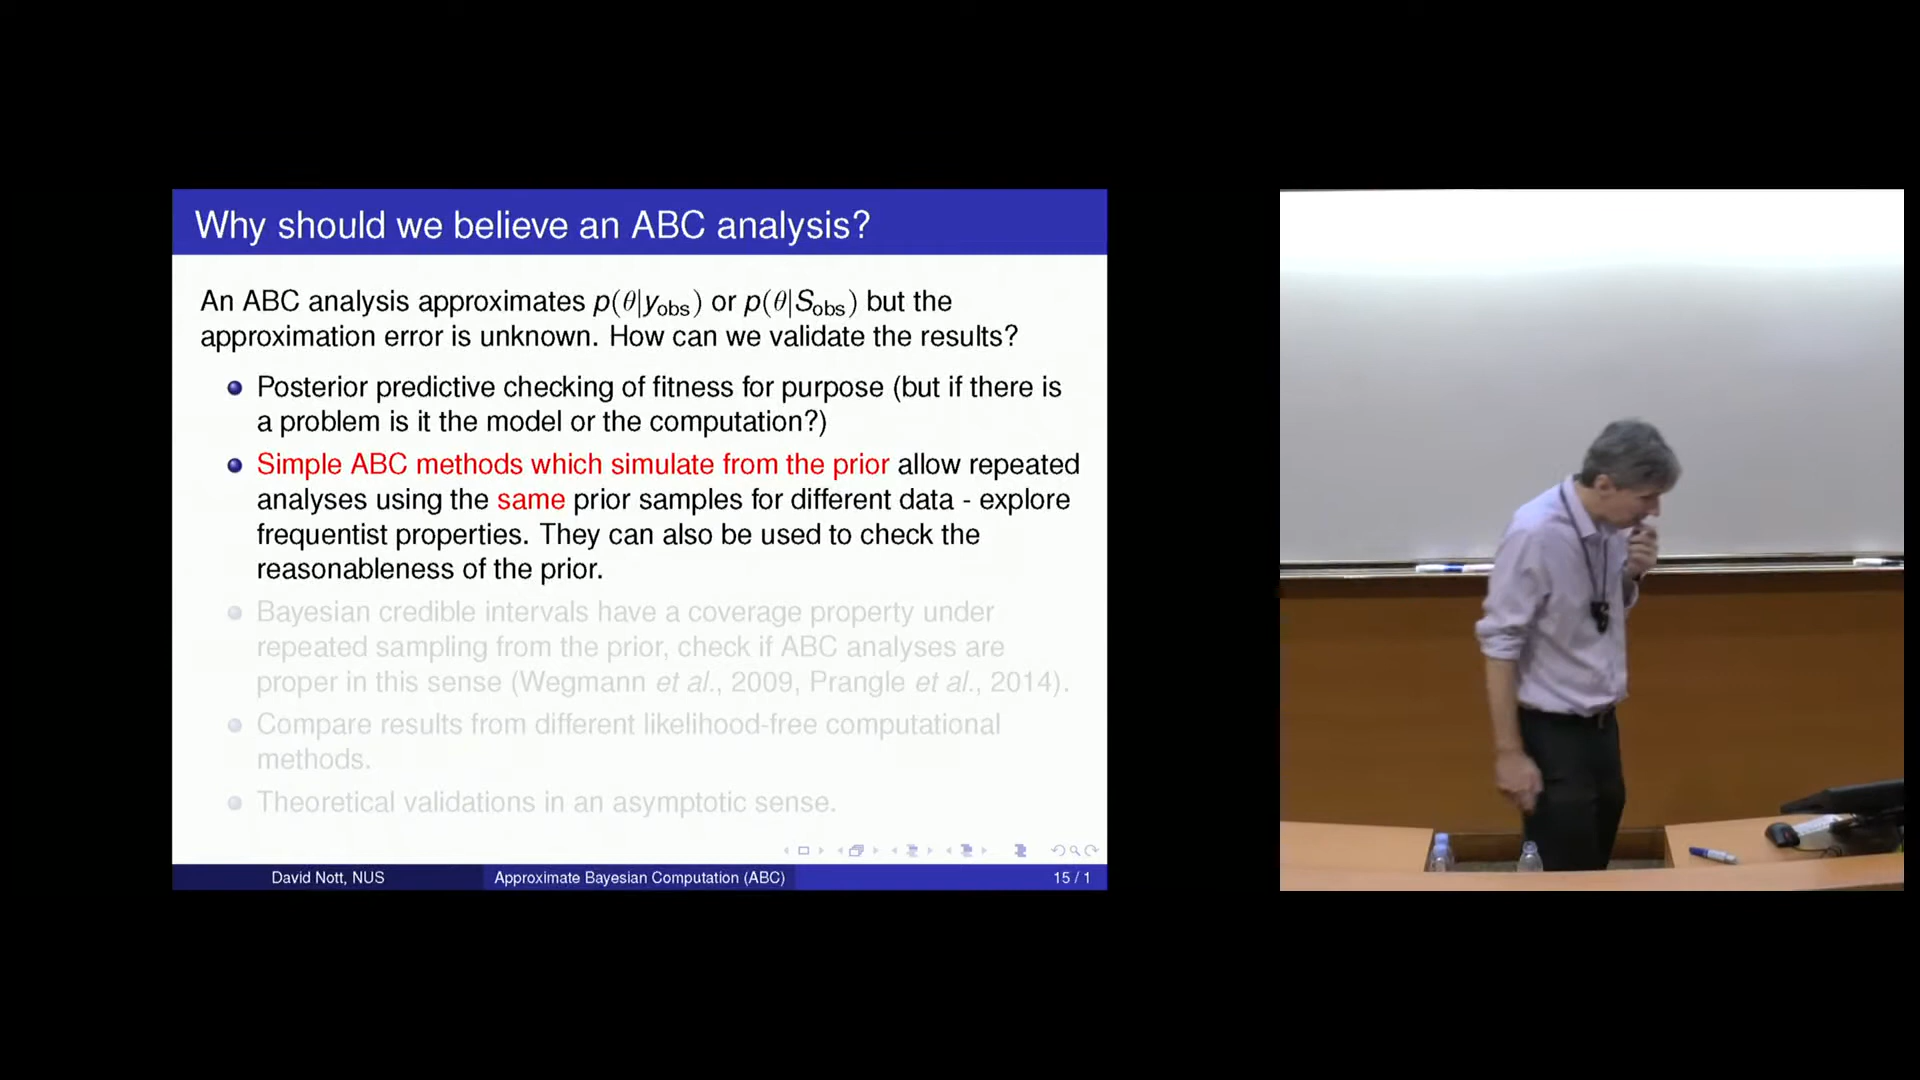 Why should we believe an ABC analysis?
An ABC analysis approximates p(θ|y_obs) or p(θ|S_obs) but the
approximation error is unknown. How can we validate the results?
Posterior predictive checking of fitness for purpose (but if there is
a problem is it the model or the computation?)
Simple ABC methods which simulate from the prior allow repeated
analyses using the same prior samples for different data - explore
frequentist properties. They can also be used to check the
reasonableness of the prior.
Bayesian credible intervals have a coverage property under
repeated sampling from the prior, check if ABC analyses are
proper in this sense (Wegmann et al., 2009, Prangle et al., 2014).
Compare results from different likelihood-free computational
methods.
Theoretical validations in an asymptotic sense.
David Nott, NUS
Approximate Bayesian Computation (ABC)
15 / 1